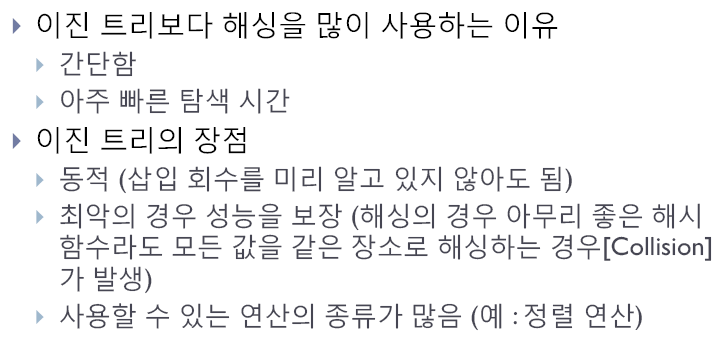 이진 트리보다 해싱을 많이 사용하는 이유
간단함
아주 빠른 탐색 시간
이진 트리의 장점
동적 (삽입 회수를 미리 알고 있지 않아도 됨)
최악의 경우 성능을 보장 (해싱의 경우 아무리 좋은 해시
함수라도 모든 값을 같은 장소로 해싱하는 경우[Collision]
가 발생)
사용할 수 있는 연산의 종류가 많음 (예 : 정렬 연산)